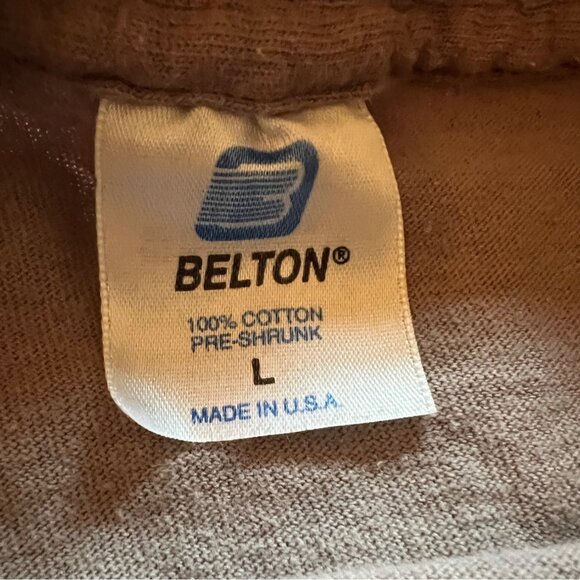 BELTON®
100% COTTON
PRE-SHRUNK
L
MADE IN U.S.A.